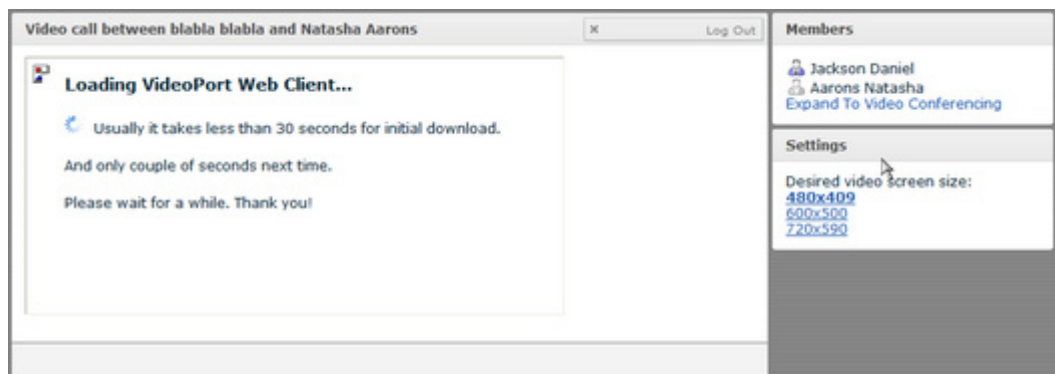 Video call between blabla blabla and Natasha Aarons
× Log Out
Loading VideoPort Web Client...
Usually it takes less than 30 seconds for initial download.
And only couple of seconds next time.
Please wait for a while. Thank you!
Members
Jackson Daniel
Aarons Natasha
Expand To Video Conferencing
Settings
Desired video screen size:
480x409
600x500
720x590